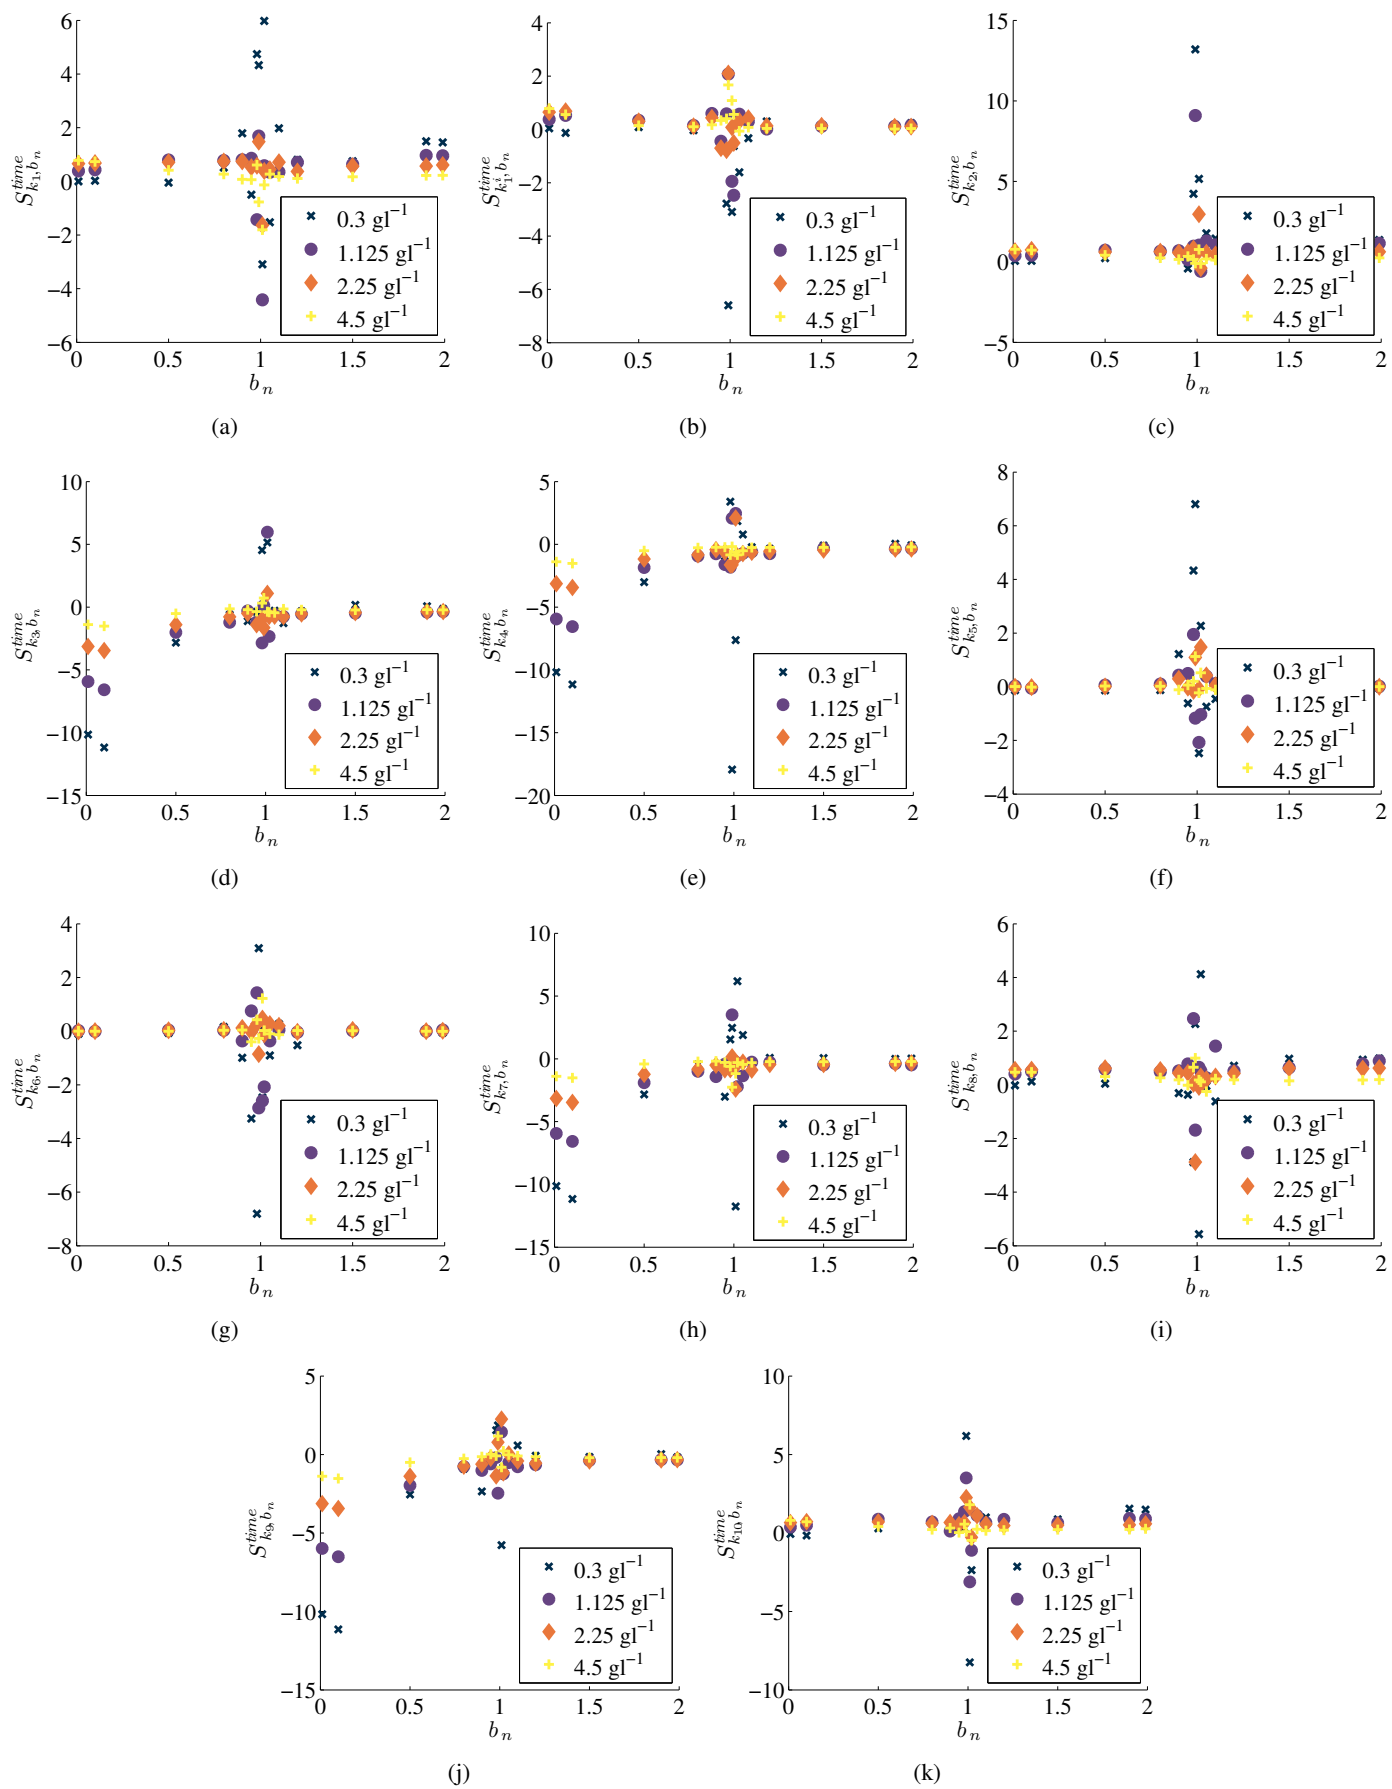 6
4
2
0
−2
−4
−6
0
0.5
1
1.5
2
S^{time}_{k_1, b_n}
b_n
0.3 gl^{−1}
1.125 gl^{−1}
2.25 gl^{−1}
4.5 gl^{−1}
(a)
4
2
0
−2
−4
−6
−8
0
0.5
1
1.5
2
S^{time}_{k_1^i, b_n}
b_n
0.3 gl^{−1}
1.125 gl^{−1}
2.25 gl^{−1}
4.5 gl^{−1}
(b)
15
10
5
0
−5
0
0.5
1
1.5
2
S^{time}_{k_2, b_n}
b_n
0.3 gl^{−1}
1.125 gl^{−1}
2.25 gl^{−1}
4.5 gl^{−1}
(c)
10
5
0
−5
−10
−15
0
0.5
1
1.5
2
S^{time}_{k_3, b_n}
b_n
0.3 gl^{−1}
1.125 gl^{−1}
2.25 gl^{−1}
4.5 gl^{−1}
(d)
5
0
−5
−10
−15
−20
0
0.5
1
1.5
2
S^{time}_{k_4, b_n}
b_n
0.3 gl^{−1}
1.125 gl^{−1}
2.25 gl^{−1}
4.5 gl^{−1}
(e)
8
6
4
2
0
−2
−4
0
0.5
1
1.5
2
S^{time}_{k_5, b_n}
b_n
0.3 gl^{−1}
1.125 gl^{−1}
2.25 gl^{−1}
4.5 gl^{−1}
(f)
4
2
0
−2
−4
−6
−8
0
0.5
1
1.5
2
S^{time}_{k_6, b_n}
b_n
0.3 gl^{−1}
1.125 gl^{−1}
2.25 gl^{−1}
4.5 gl^{−1}
(g)
10
5
0
−5
−10
−15
0
0.5
1
1.5
2
S^{time}_{k_7, b_n}
b_n
0.3 gl^{−1}
1.125 gl^{−1}
2.25 gl^{−1}
4.5 gl^{−1}
(h)
6
4
2
0
−2
−4
−6
0
0.5
1
1.5
2
S^{time}_{k_8, b_n}
b_n
0.3 gl^{−1}
1.125 gl^{−1}
2.25 gl^{−1}
4.5 gl^{−1}
(i)
5
0
−5
−10
−15
0
0.5
1
1.5
2
S^{time}_{k_9, b_n}
b_n
0.3 gl^{−1}
1.125 gl^{−1}
2.25 gl^{−1}
4.5 gl^{−1}
(j)
10
5
0
−5
−10
0
0.5
1
1.5
2
S^{time}_{k_{10}, b_n}
b_n
0.3 gl^{−1}
1.125 gl^{−1}
2.25 gl^{−1}
4.5 gl^{−1}
(k)